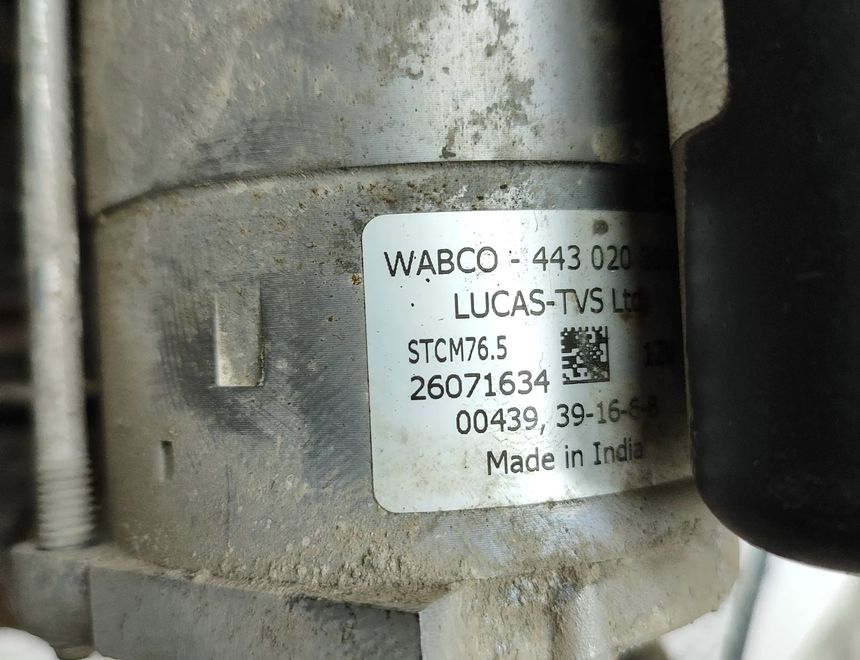 WABCO - 443 020
LUCAS-TVS Ltd
STCM76.5
12V
26071634
00439, 39-16-6-8
Made in India